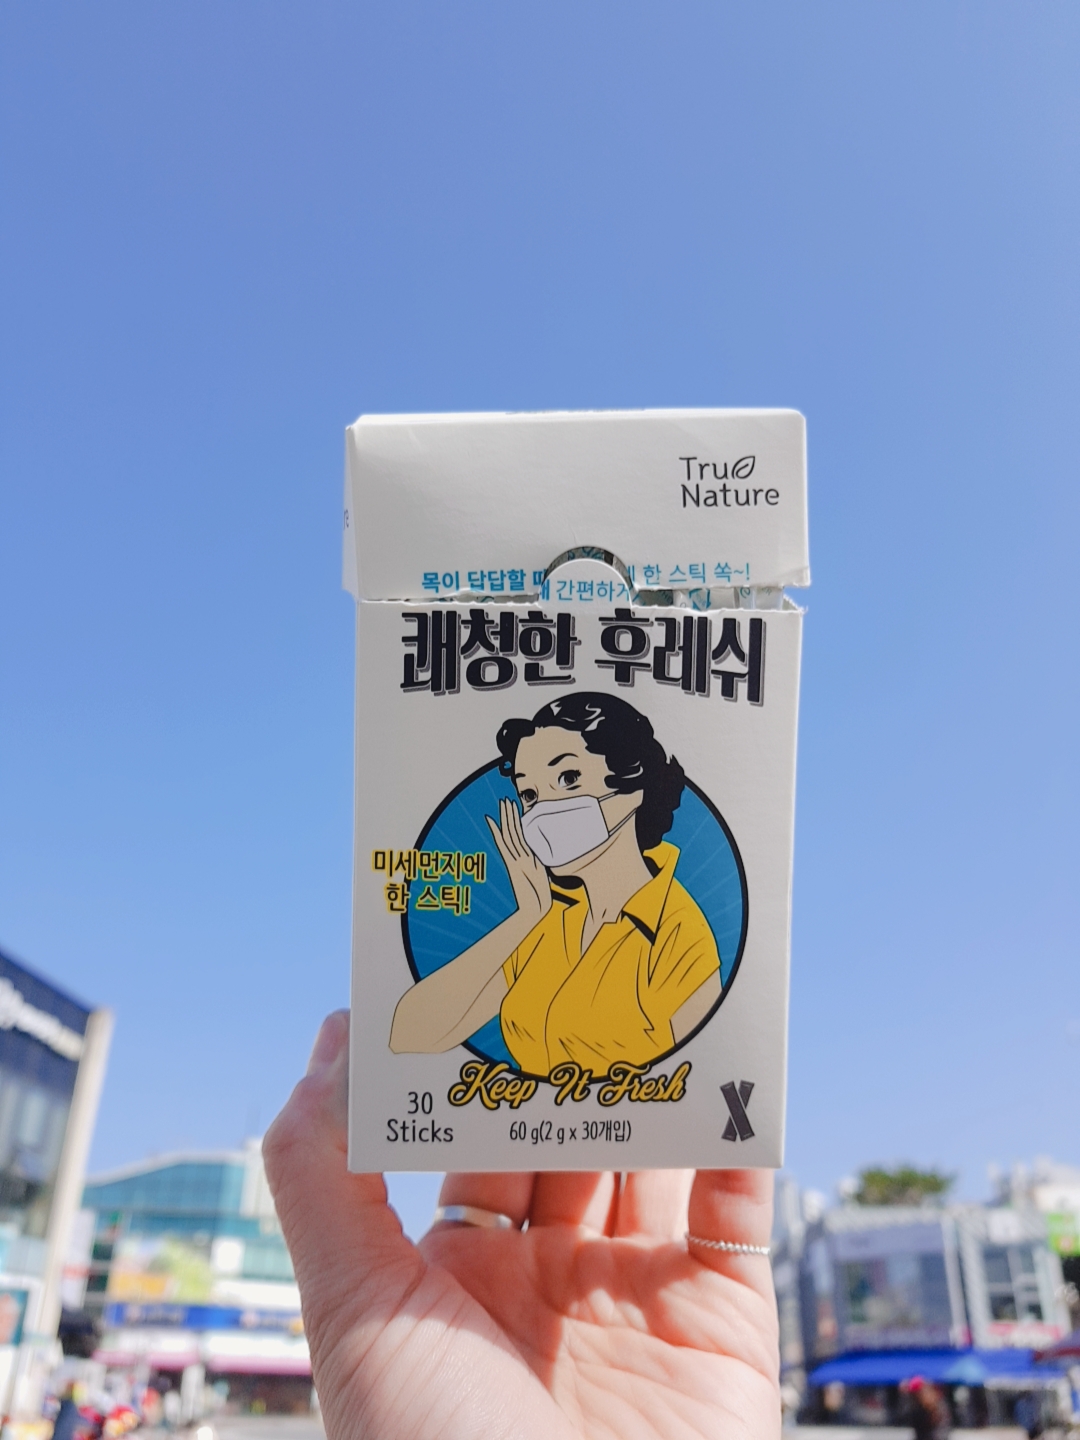 Tru
Nature
목이 답답할 때 한 스틱 쏙~!
간편하게
쾌청한 후레쉬
미세먼지에
한 스틱!
Keep It Fresh
30
Sticks
60 g(2 g x 30개입)